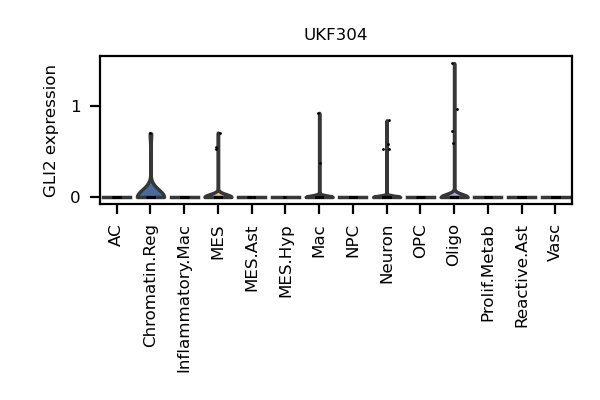 UKF304
GLI2 expression
1
0
AC
Chromatin.Reg
Inflammatory.Mac
MES
MES.Ast
MES.Hyp
Mac
NPC
Neuron
OPC
Oligo
Prolif.Metab
Reactive.Ast
Vasc